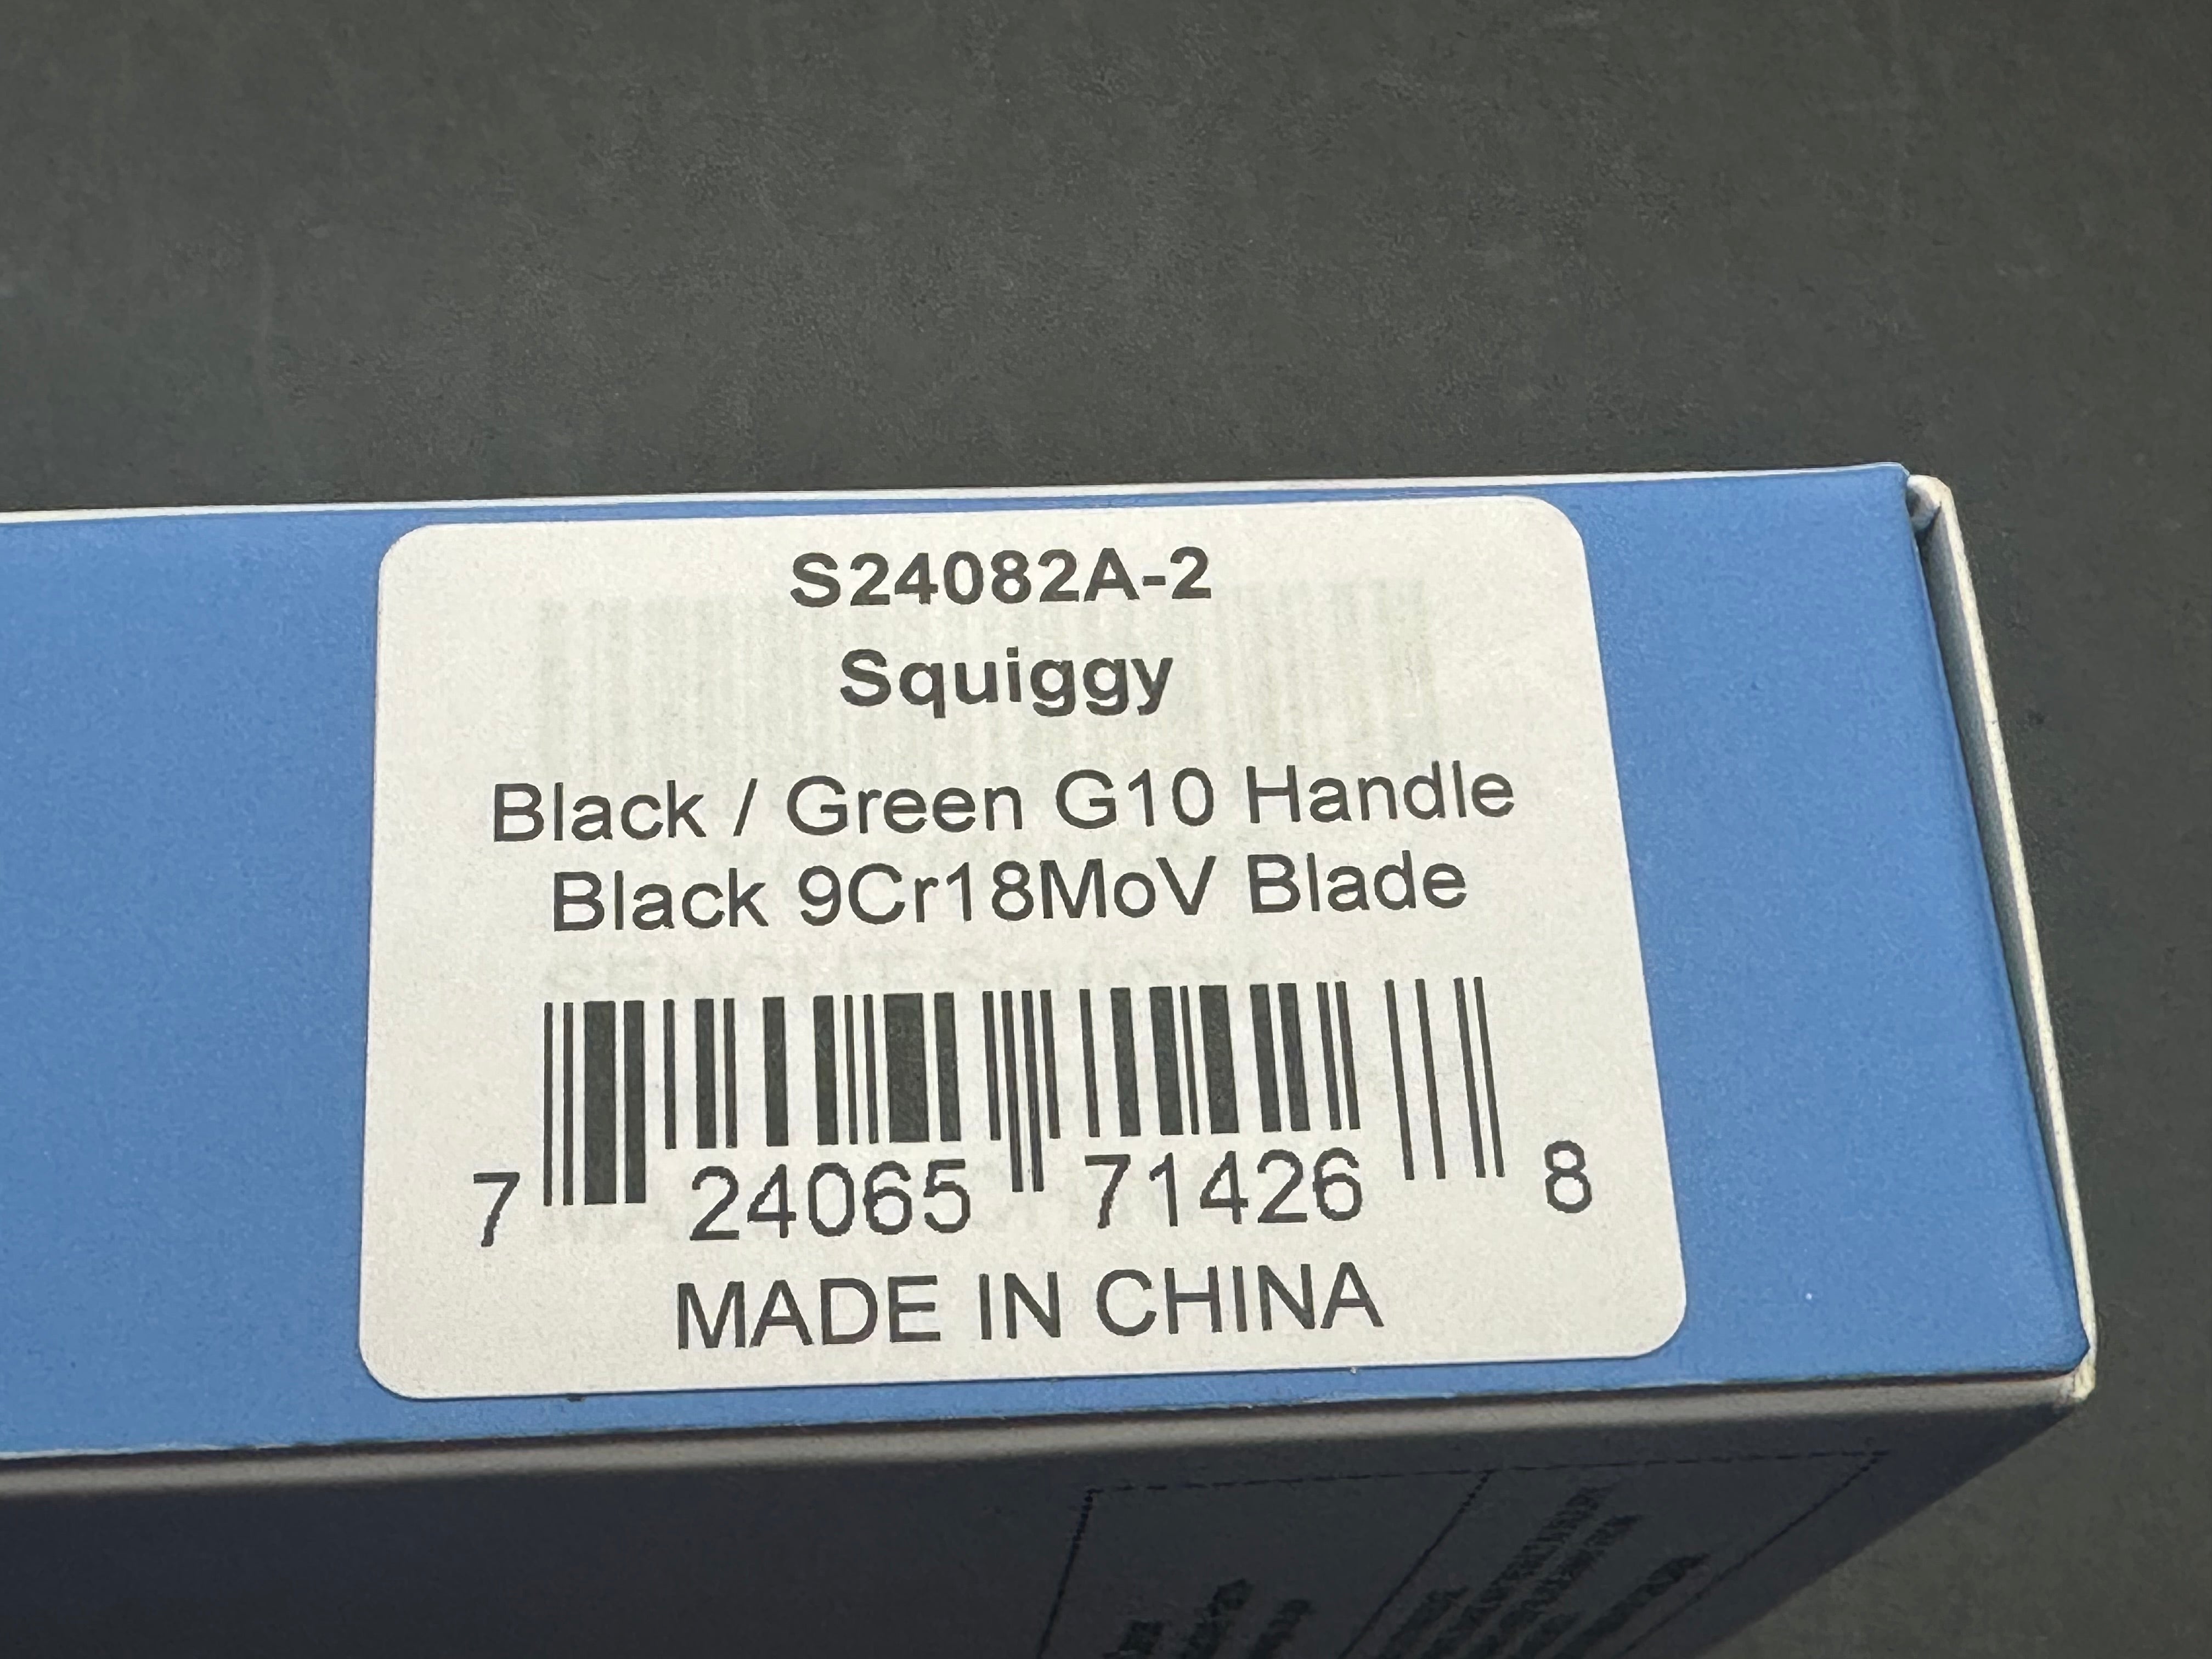 S24082A-2
Squiggy
Black / Green G10 Handle
Black 9Cr18MoV Blade
7 24065 71426 8
MADE IN CHINA